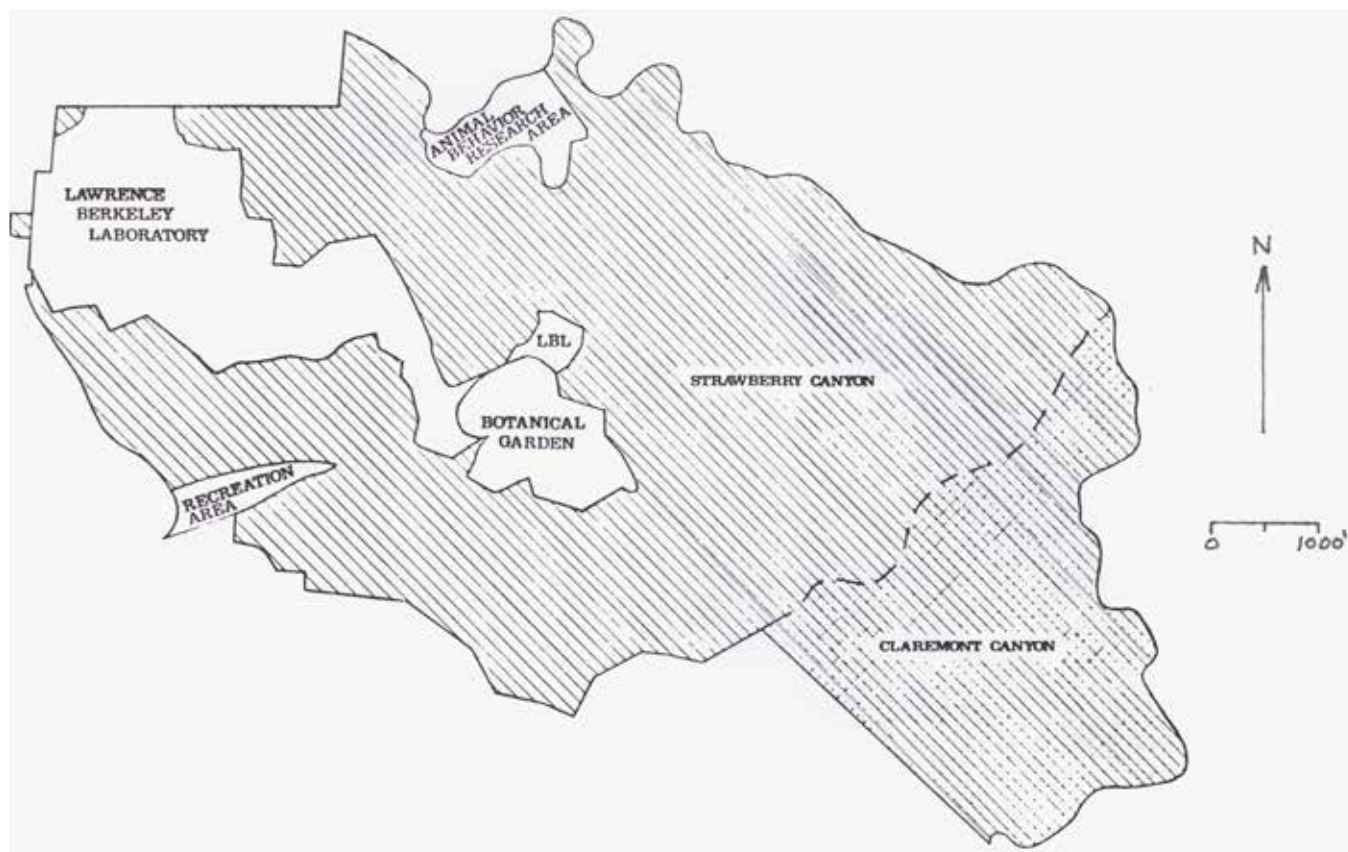 ANIMAL
BEHAVIOR
RESEARCH
AREA
LAWRENCE
BERKELEY
LABORATORY
N
LBL
STRAWBERRY CANYON
BOTANICAL
GARDEN
RECREATION
AREA
0 1000'
CLAREMONT CANYON